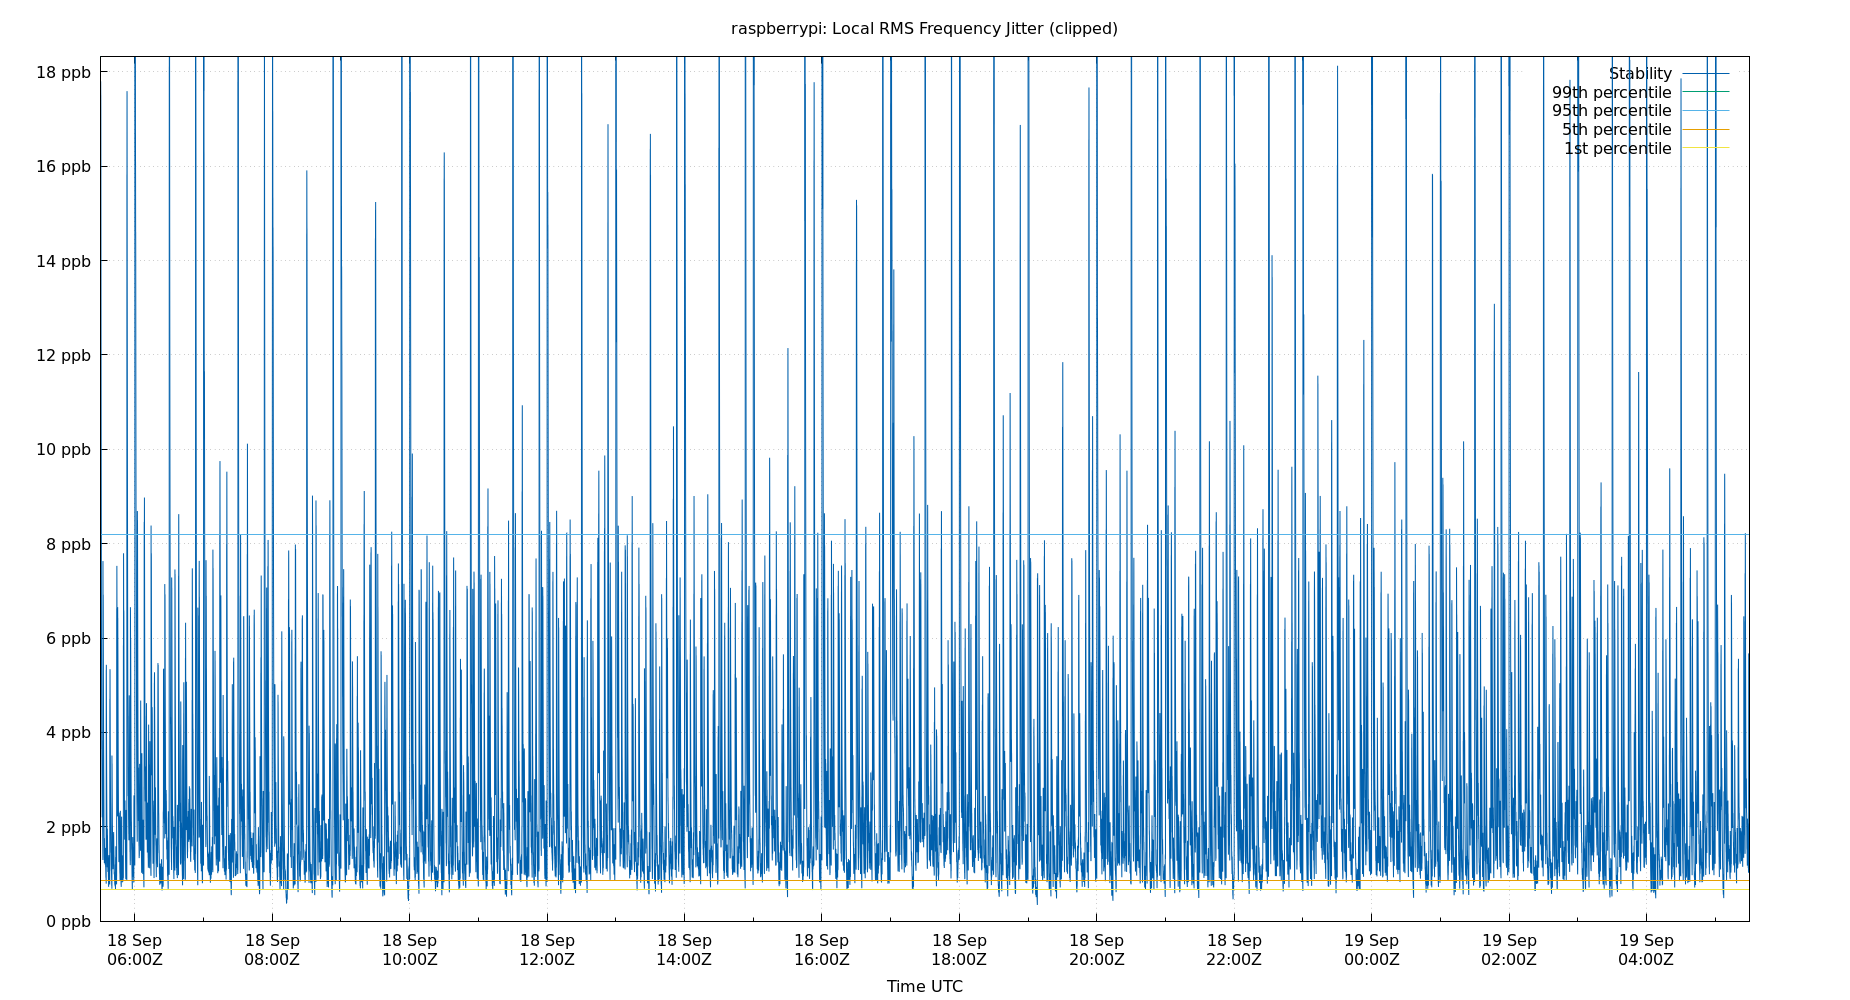 raspberrypi: Local RMS Frequency Jitter (clipped)
18 ppb
16 ppb
14 ppb
12 ppb
10 ppb
8 ppb
6 ppb
4 ppb
2 ppb
0 ppb
Stability
99th percentile
95th percentile
5th percentile
1st percentile
18 Sep 18 Sep 18 Sep 18 Sep 18 Sep 18 Sep 18 Sep 18 Sep 18 Sep 19 Sep 19 Sep 19 Sep
06:00Z 08:00Z 10:00Z 12:00Z 14:00Z 16:00Z 18:00Z 20:00Z 22:00Z 00:00Z 02:00Z 04:00Z
Time UTC